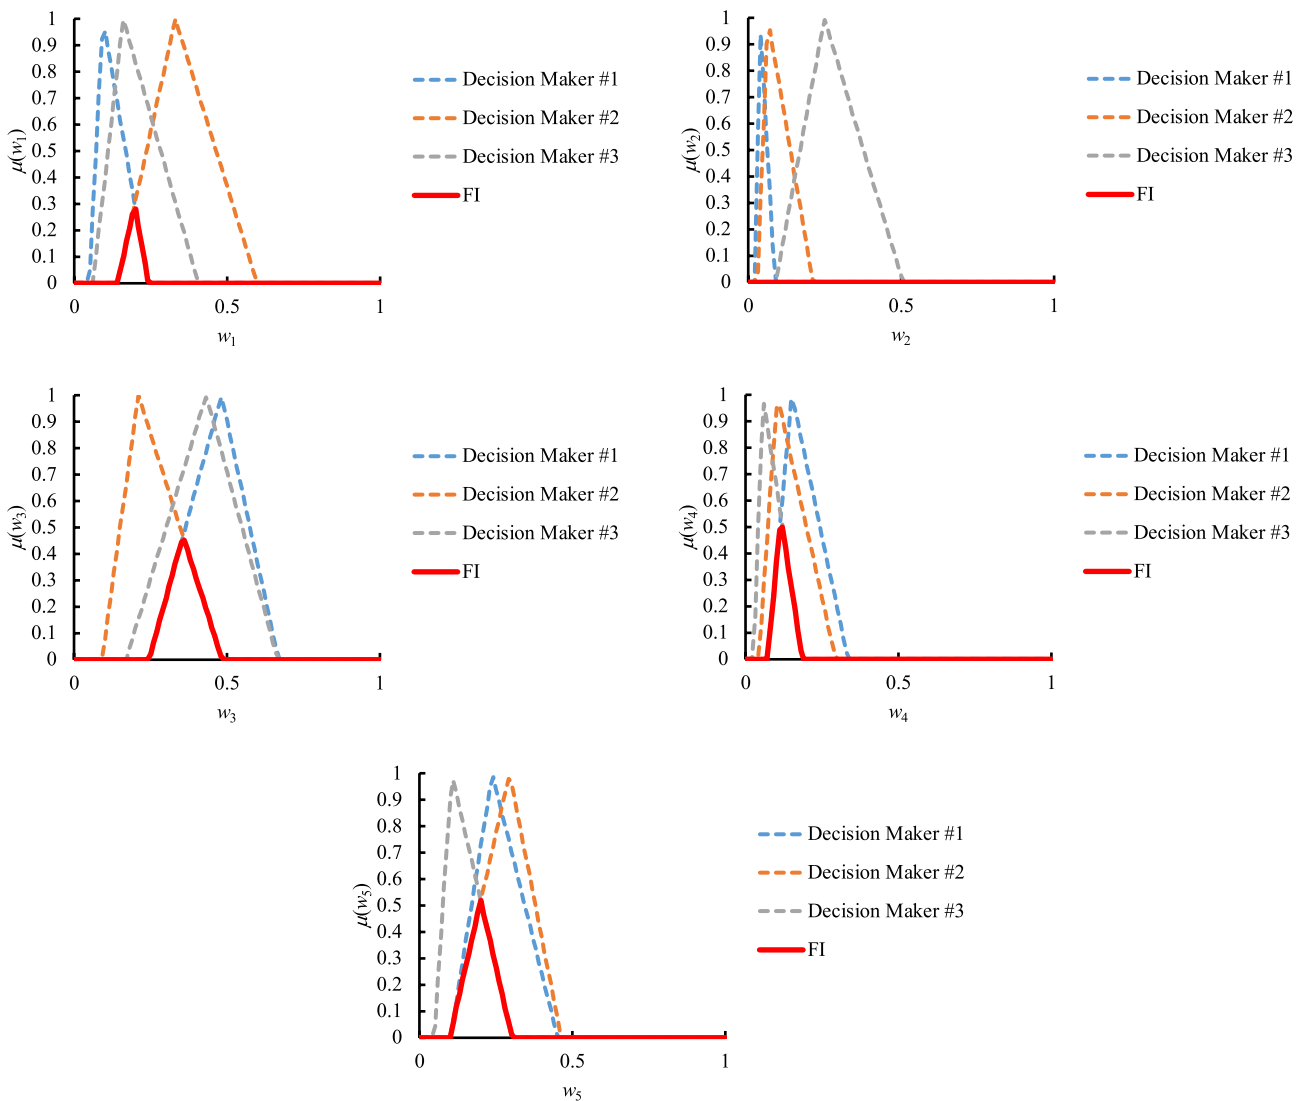 μ(w1)
1
0.9
0.8
0.7
0.6
0.5
0.4
0.3
0.2
0.1
0
0 0.5 1
w1
Decision Maker #1
Decision Maker #2
Decision Maker #3
FI
μ(w2)
1
0.9
0.8
0.7
0.6
0.5
0.4
0.3
0.2
0.1
0
0 0.5 1
w2
Decision Maker #1
Decision Maker #2
Decision Maker #3
FI
μ(w3)
1
0.9
0.8
0.7
0.6
0.5
0.4
0.3
0.2
0.1
0
0 0.5 1
w3
Decision Maker #1
Decision Maker #2
Decision Maker #3
FI
μ(w4)
1
0.9
0.8
0.7
0.6
0.5
0.4
0.3
0.2
0.1
0
0 0.5 1
w4
Decision Maker #1
Decision Maker #2
Decision Maker #3
FI
μ(w5)
1
0.9
0.8
0.7
0.6
0.5
0.4
0.3
0.2
0.1
0
0 0.5 1
w5
Decision Maker #1
Decision Maker #2
Decision Maker #3
FI